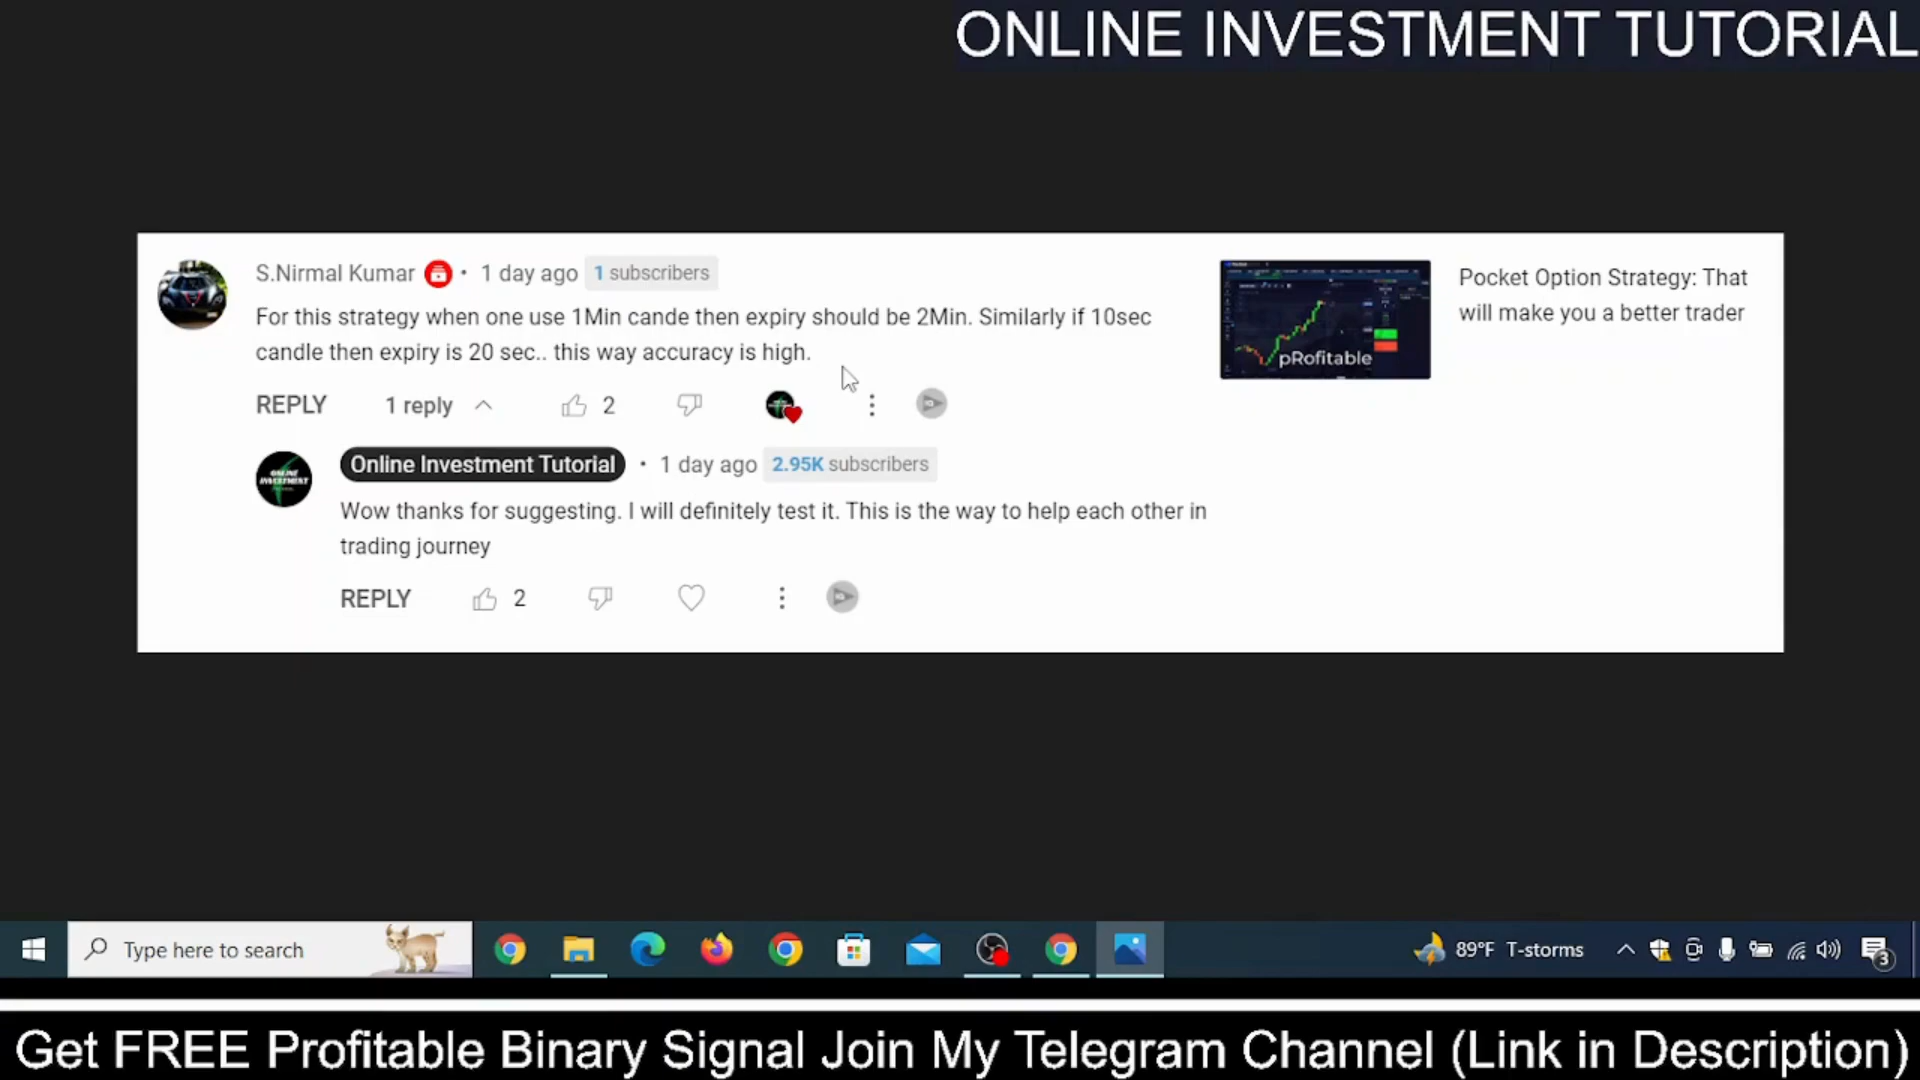 ONLINE INVESTMENT TUTORIAL
S.Nirmal Kumar • 1 day ago 1 subscribers
For this strategy when one use 1Min cande then expiry should be 2Min. Similarly if 10sec
candle then expiry is 20 sec.. this way accuracy is high.
REPLY 1 reply 2
pRofitable
Pocket Option Strategy: That
will make you a better trader
Online Investment Tutorial • 1 day ago 2.95K subscribers
Wow thanks for suggesting. I will definitely test it. This is the way to help each other in
trading journey
REPLY 2
Type here to search
89°F T-storms
3
Get FREE Profitable Binary Signal Join My Telegram Channel (Link in Description)